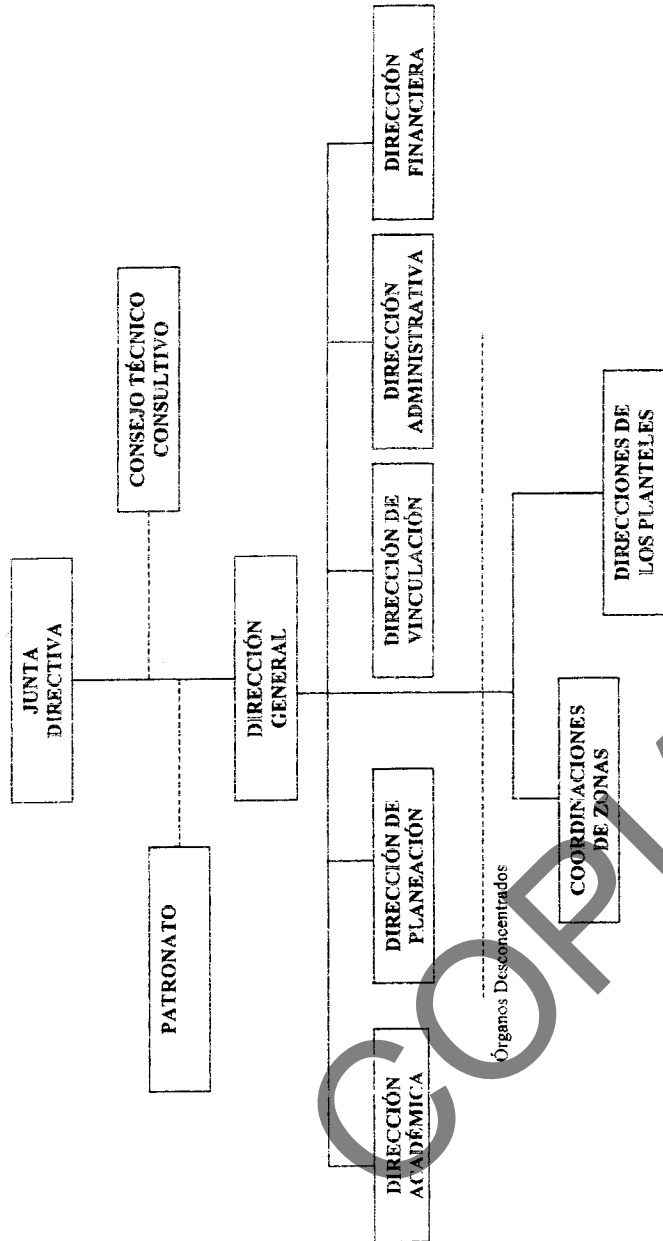 JUNTA
DIRECTIVA
CONSEJO TÉCNICO
CONSULTIVO
PATRONATO
DIRECCIÓN
GENERAL
DIRECCIÓN
ACADÉMICA
DIRECCIÓN DE
PLANEACIÓN
DIRECCIÓN DE
VINCULACIÓN
DIRECCIÓN
ADMINISTRATIVA
DIRECCIÓN
FINANCIERA
Órganos Desconcentrados
COORDINACIONES
DE ZONAS
DIRECCIONES DE
LOS PLANTELES